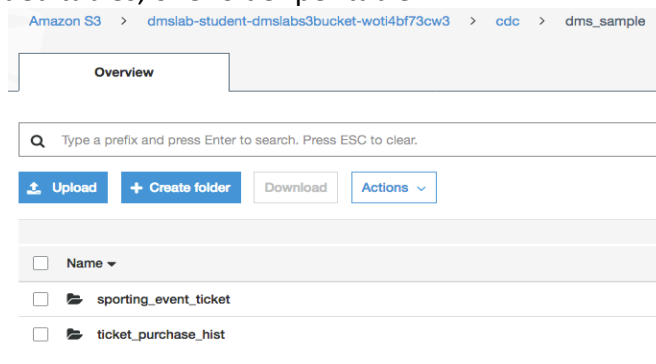 Amazon S3 > dmslab-student-dmslabs3bucket-woti4bf73cw3 > cdc > dms_sample
Overview
Type a prefix and press Enter to search. Press ESC to clear.
Upload + Create folder Download Actions
Name
sporting_event_ticket
ticket_purchase_hist